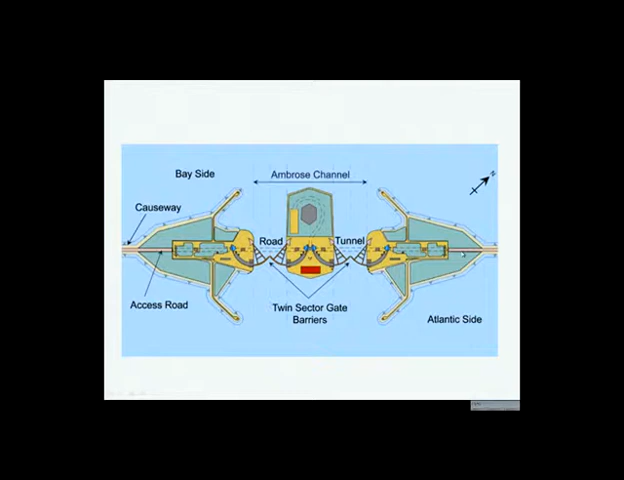 Bay Side
Ambrose Channel
N
Causeway
Road
Tunnel
Access Road
Twin Sector Gate
Barriers
Atlantic Side